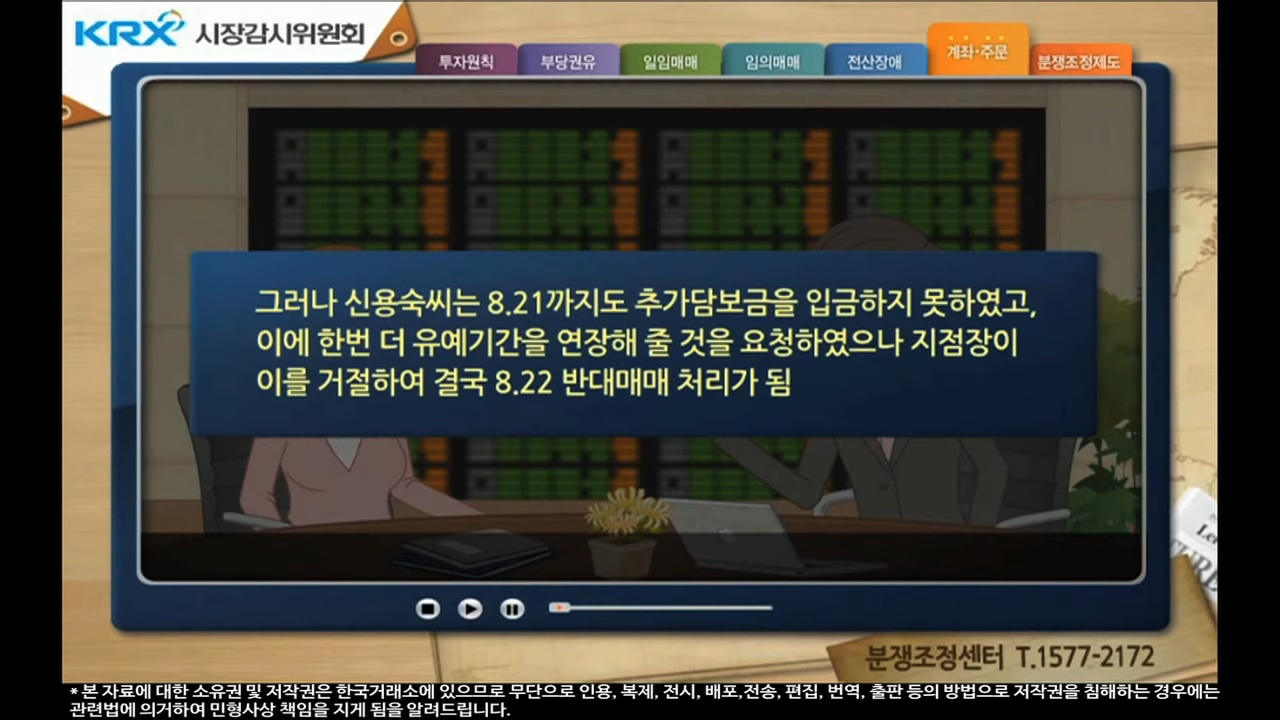 KRX 시장감시위원회
투자원칙 부당권유 일임매매 임의매매 전산장애 계좌·주문 분쟁조정제도
그러나 신용숙씨는 8.21까지도 추가담보금을 입금하지 못하였고,
이에 한번 더 유예기간을 연장해 줄 것을 요청하였으나 지점장이
이를 거절하여 결국 8.22 반대매매 처리가 됨
분쟁조정센터 T.1577-2172
* 본 자료에 대한 소유권 및 저작권은 한국거래소에 있으므로 무단으로 인용, 복제, 전시, 배포,전송, 편집, 번역, 출판 등의 방법으로 저작권을 침해하는 경우에는
관련법에 의거하여 민형사상 책임을 지게 됨을 알려드립니다.